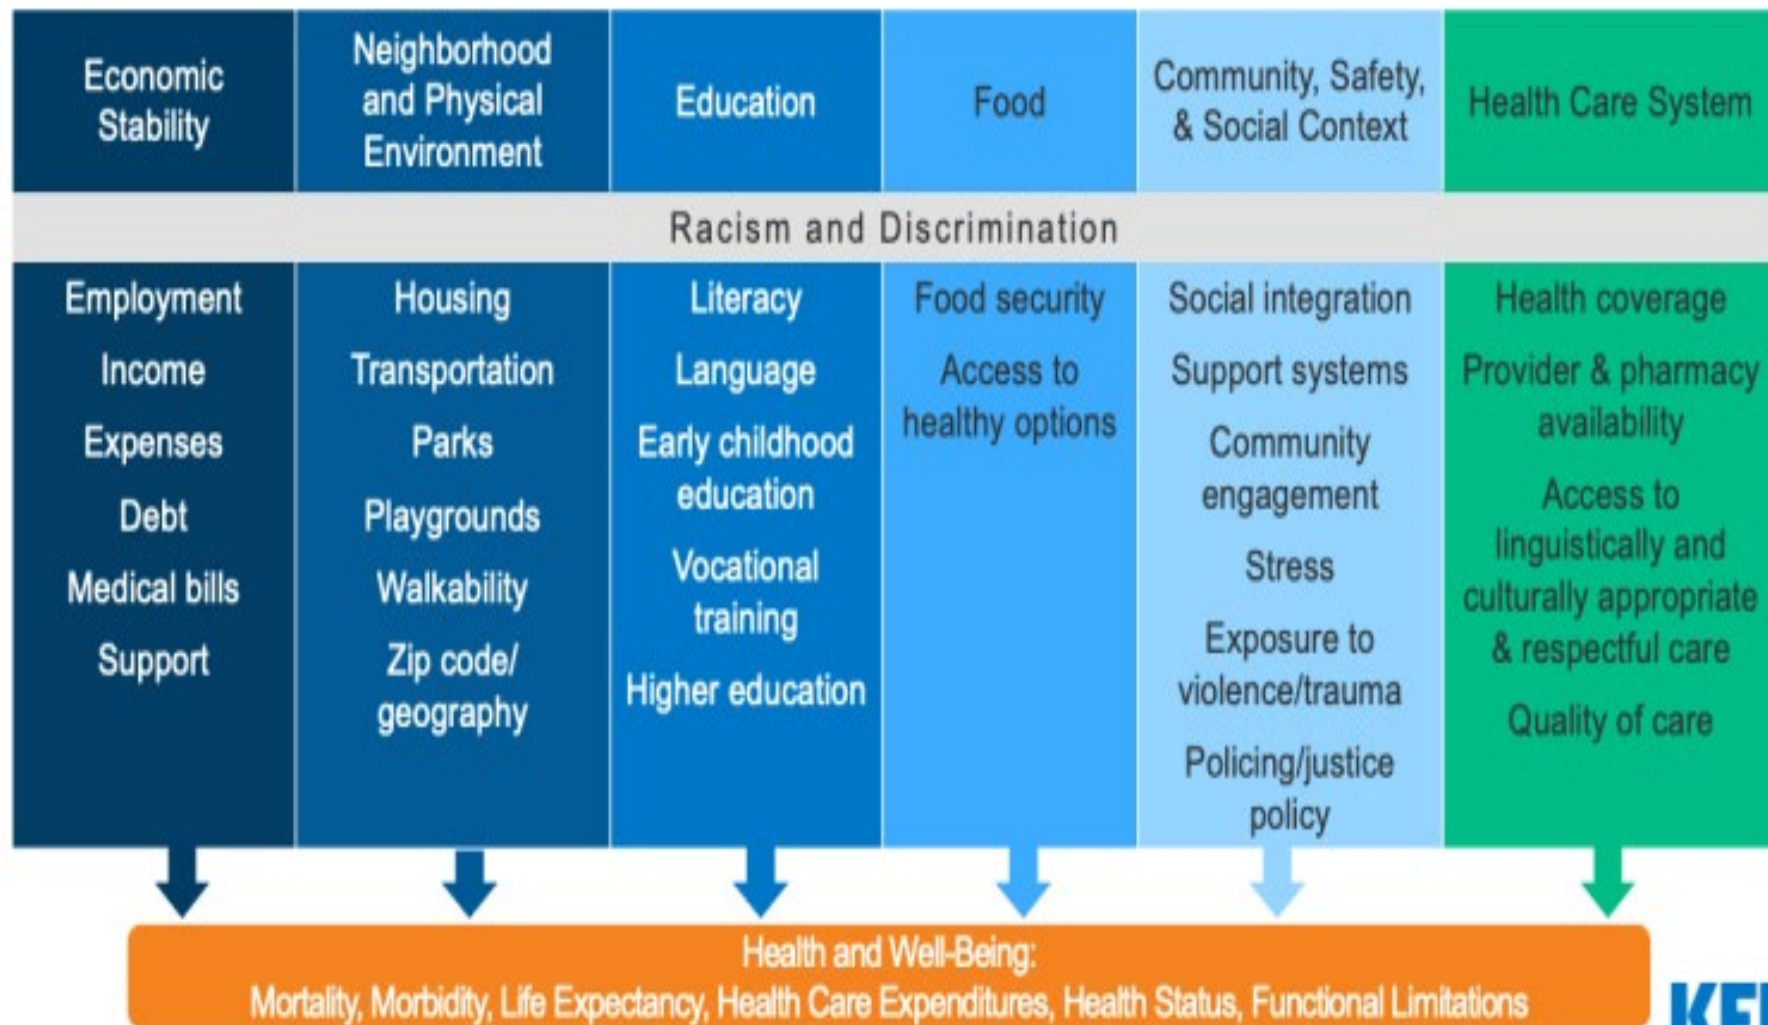 Economic
Stability
Neighborhood
and Physical
Environment
Education
Food
Community, Safety,
& Social Context
Health Care System
Racism and Discrimination
Employment
Income
Expenses
Debt
Medical bills
Support
Housing
Transportation
Parks
Playgrounds
Walkability
Zip code/
geography
Literacy
Language
Early childhood
education
Vocational
training
Higher education
Food security
Access to
healthy options
Social integration
Support systems
Community
engagement
Stress
Exposure to
violence/trauma
Policing/justice
policy
Health coverage
Provider & pharmacy
availability
Access to
linguistically and
culturally appropriate
& respectful care
Quality of care
Health and Well-Being:
Mortality, Morbidity, Life Expectancy, Health Care Expenditures, Health Status, Functional Limitations